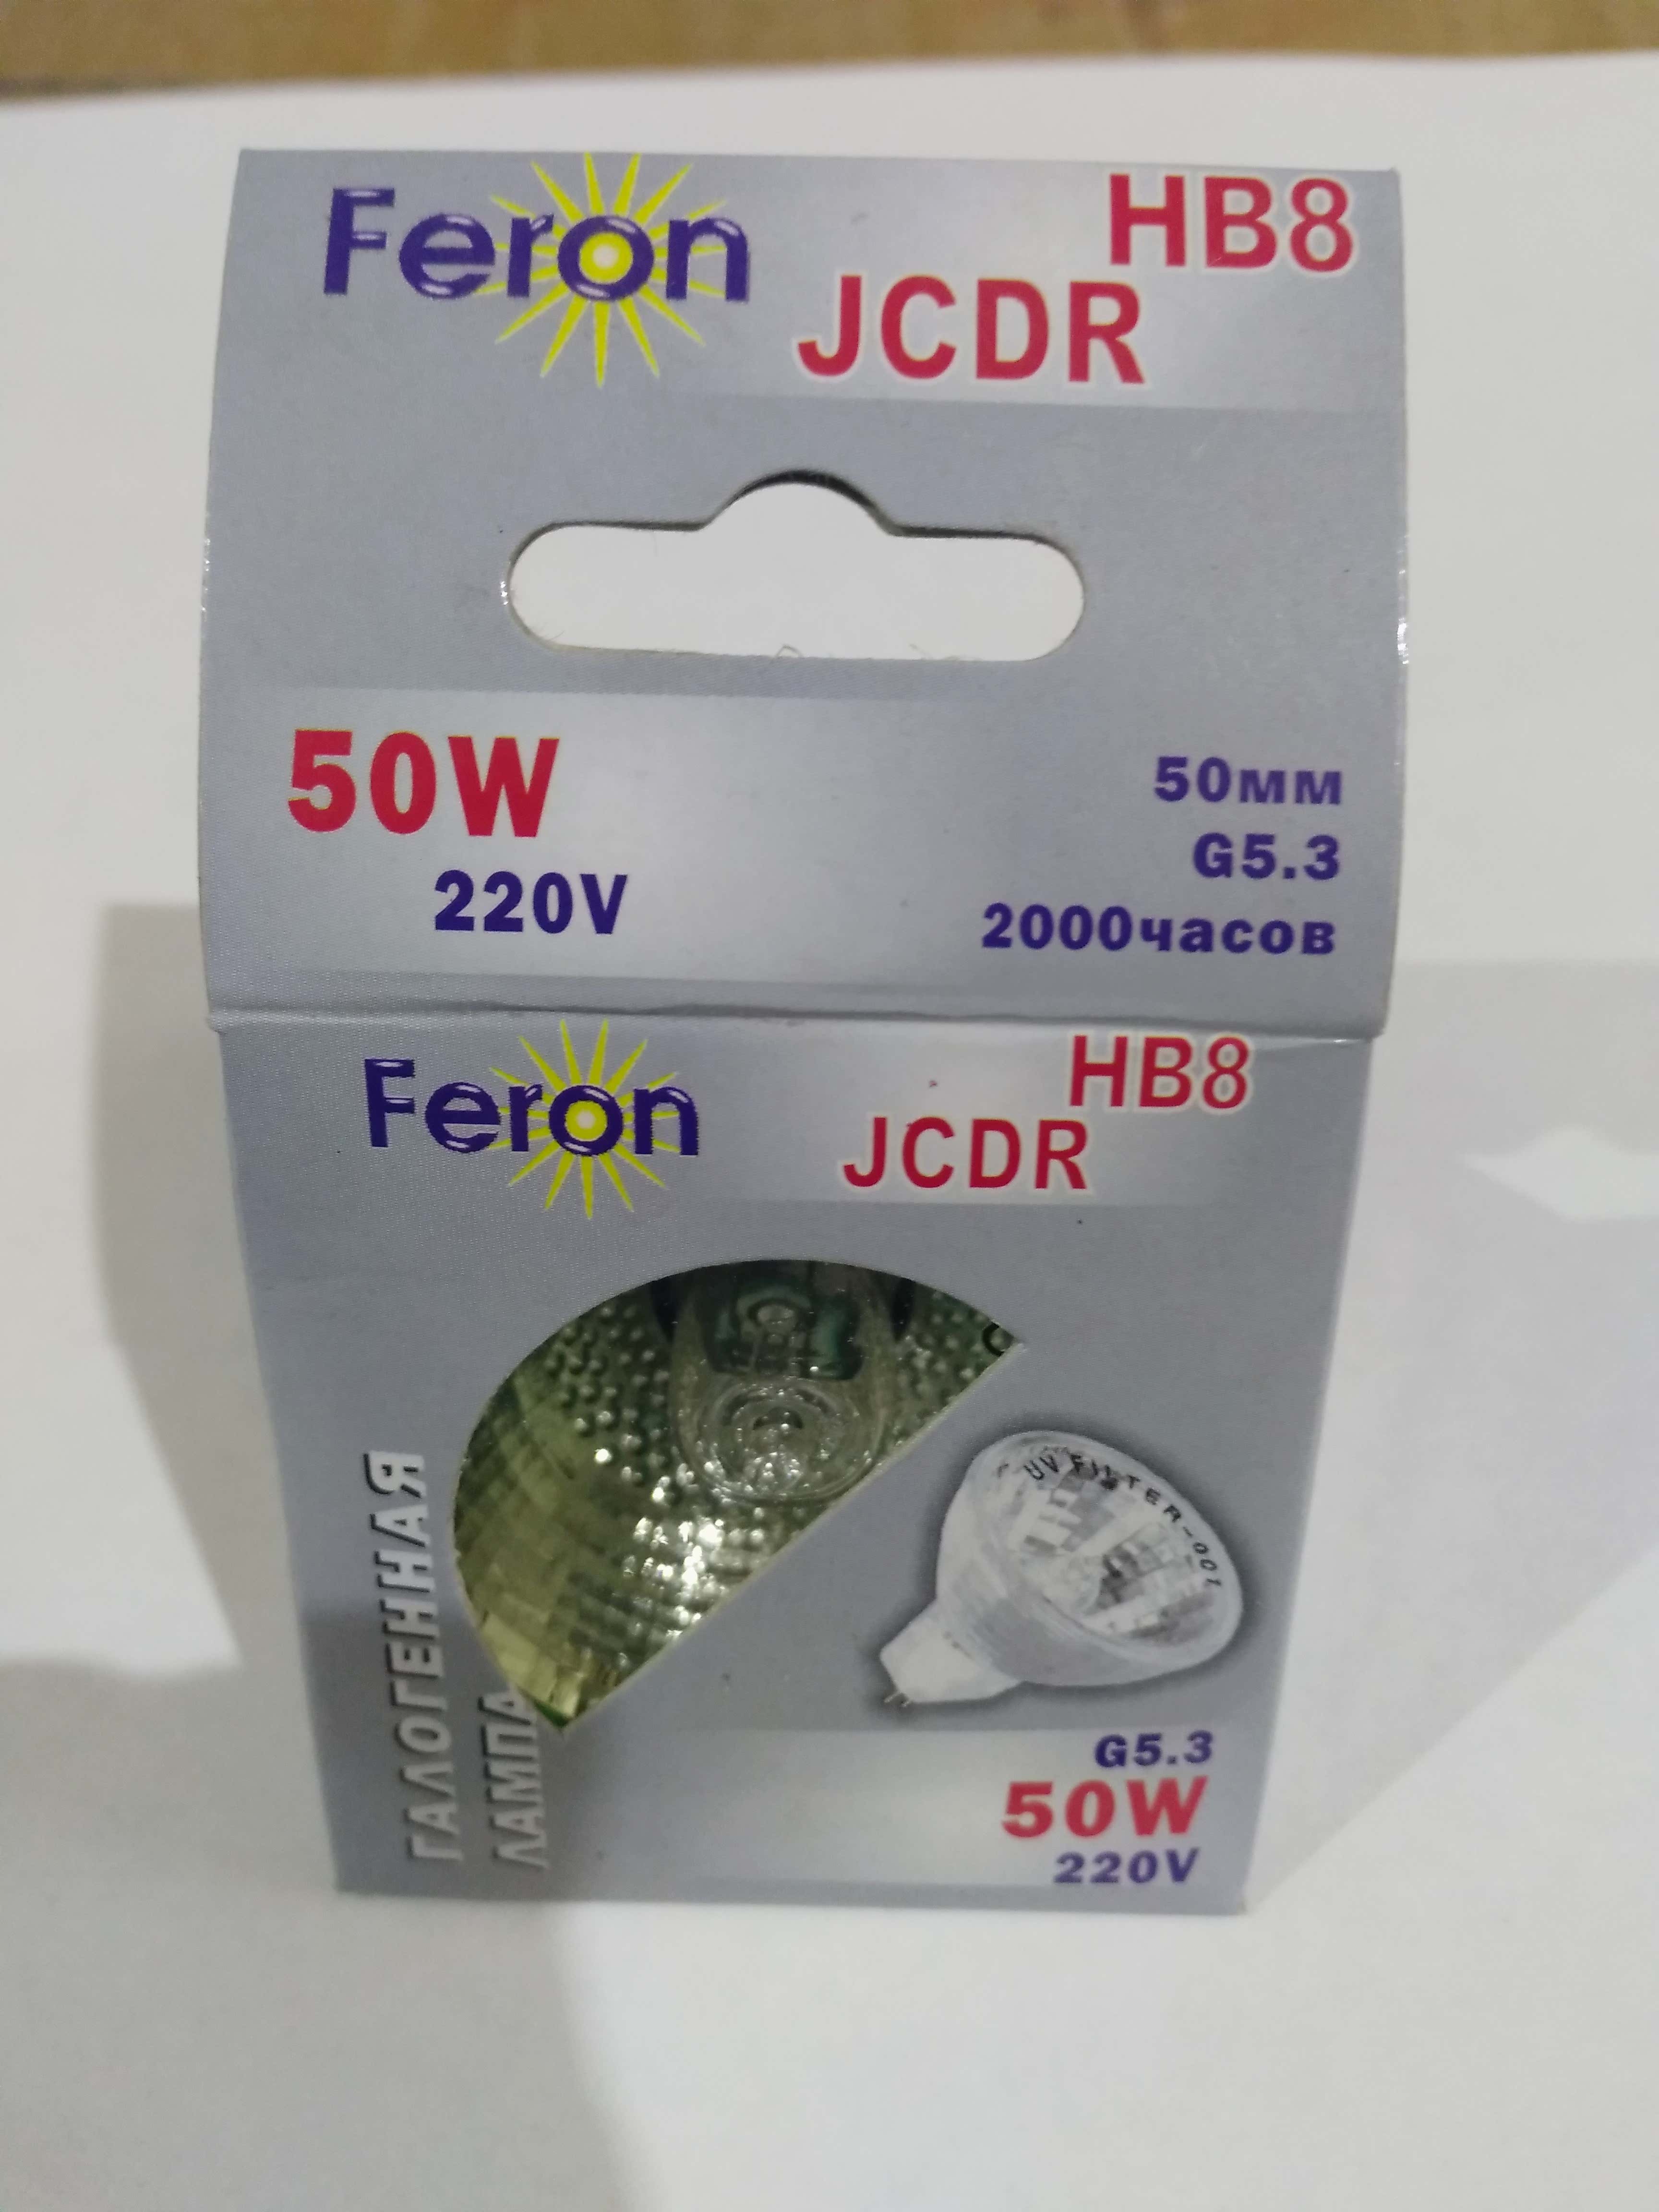 Feron
HB8
JCDR
50W
220V
50мм
G5.3
2000часов
Feron
HB8
JCDR
ГАЛОГЕННАЯ
ЛАМПА
UV FILTER-001
G5.3
50W
220V